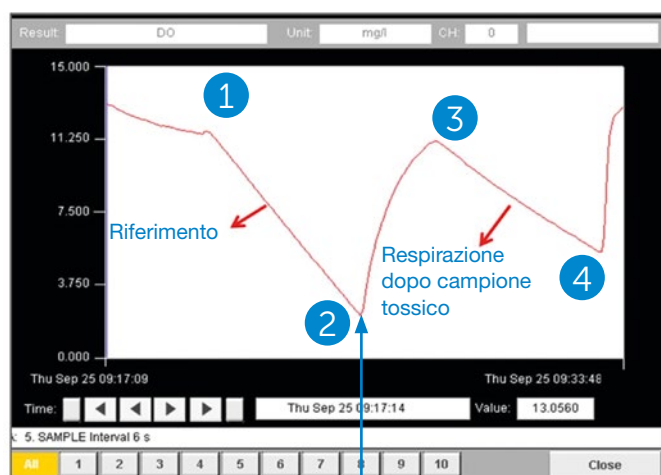 Result: DO Unit: mg/l CH: 0
15.000
1
3
11.250
7.500
Riferimento
Respirazione
dopo campione
tossico
3.750
4
2
0.000
Thu Sep 25 09:17:09 Thu Sep 25 09:33:48
Time: Thu Sep 25 09:17:14 Value: 13.0560
: 5. SAMPLE Interval 6 s
All 1 2 3 4 5 6 7 8 9 10 Close